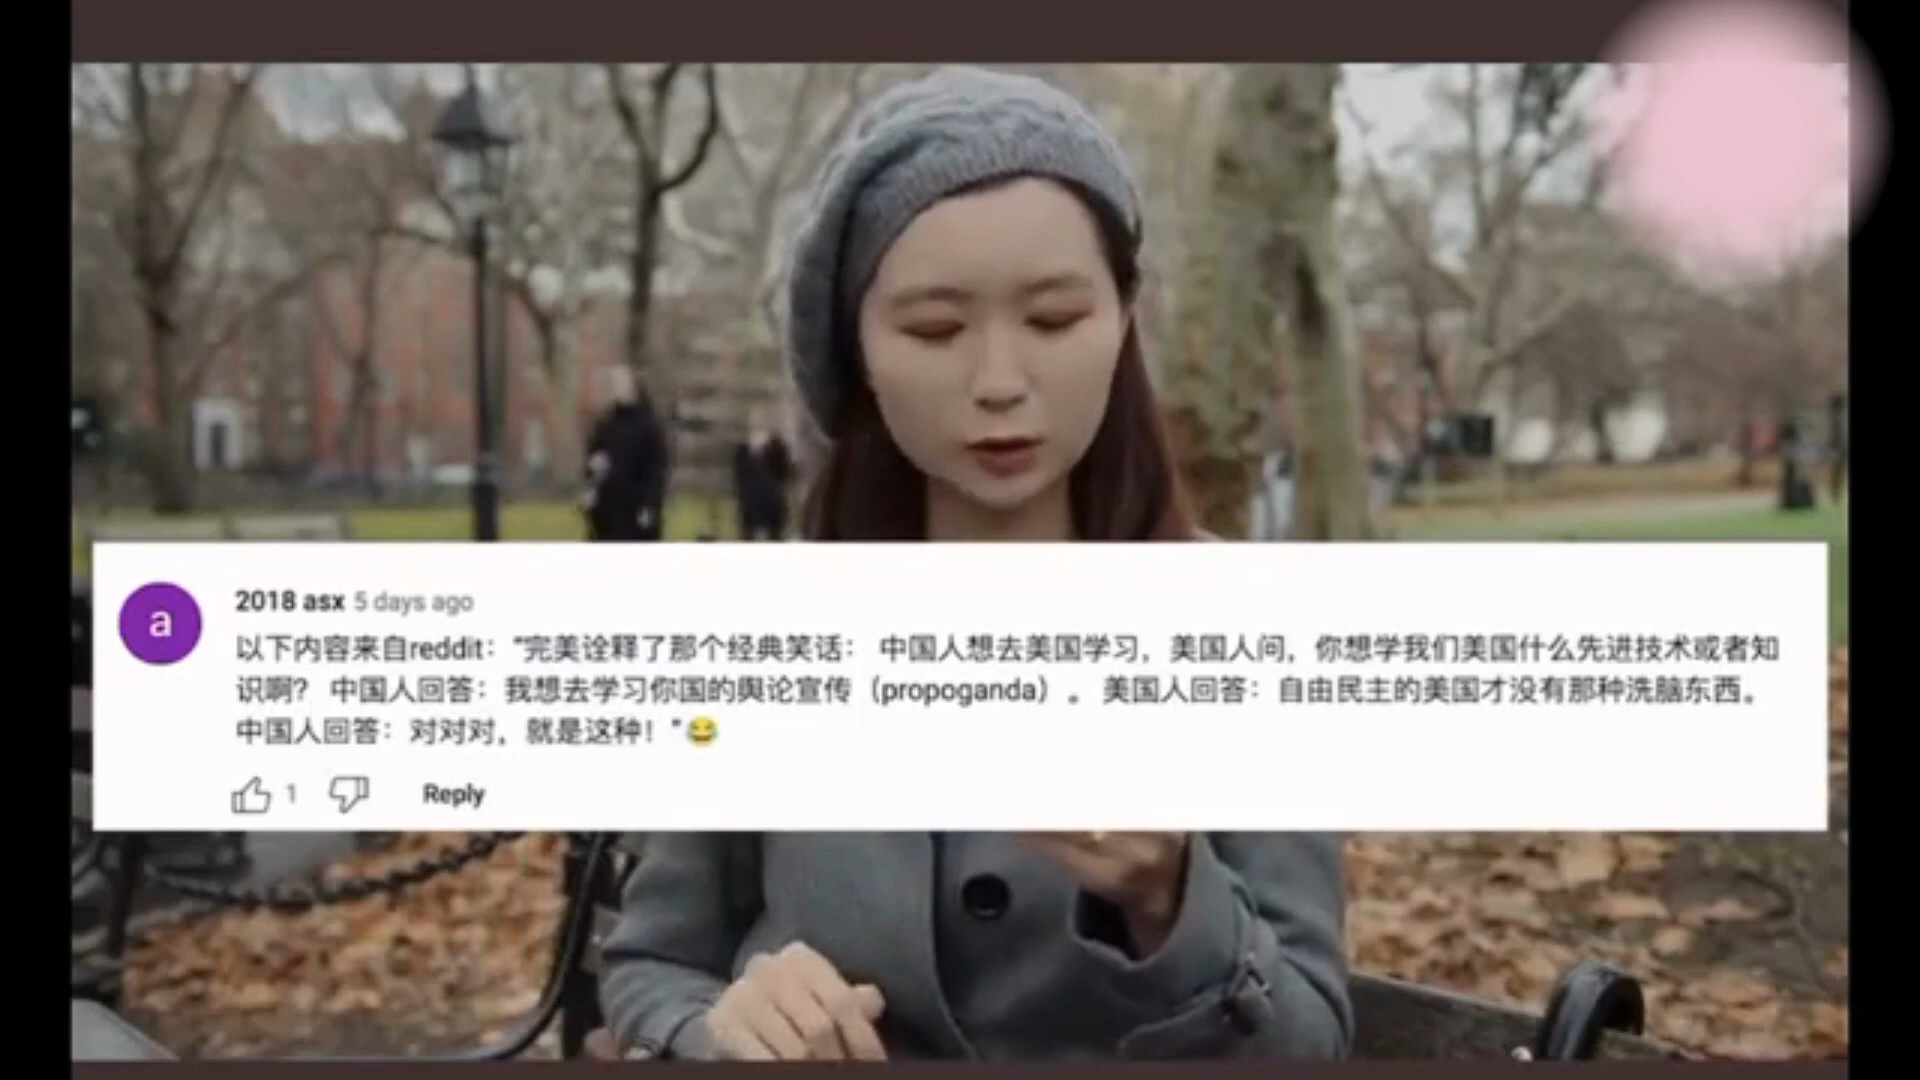 a
2018 asx 5 days ago
以下内容来自reddit:“完美诠释了那个经典笑话: 中国人想去美国学习,美国人问,你想学我们美国什么先进技术或者知
识啊? 中国人回答:我想去学习你国的舆论宣传(propoganda)。 美国人回答:自由民主的美国才没有那种洗脑东西。
中国人回答:对对对,就是这种!”😂
1 Reply